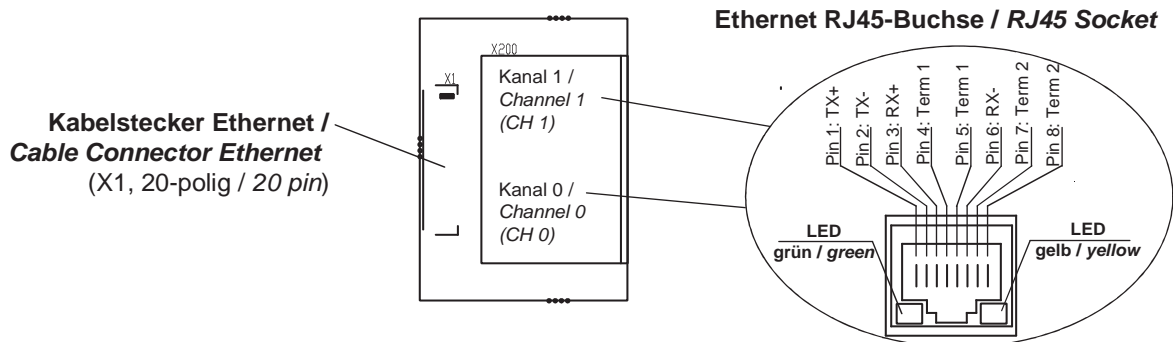 Ethernet RJ45-Buchse / RJ45 Socket
X200
X1
Kanal 1 /
Channel 1
(CH 1)
Kabelstecker Ethernet /
Cable Connector Ethernet
(X1, 20-polig / 20 pin)
Kanal 0 /
Channel 0
(CH 0)
Pin 1: TX+
Pin 2: TX-
Pin 3: RX+
Pin 4: Term 1
Pin 5: Term 1
Pin 6: RX-
Pin 7: Term 2
Pin 8: Term 2
LED
grün / green
LED
gelb / yellow